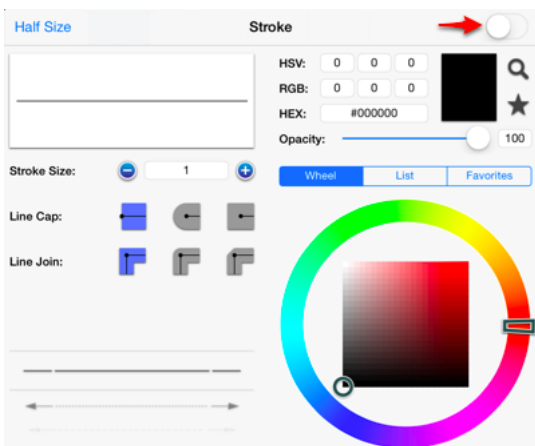 Half Size
Stroke
HSV: 0 0 0
RGB: 0 0 0
HEX: #000000
Opacity: 100
Stroke Size: 1
Wheel List Favorites
Line Cap:
Line Join: